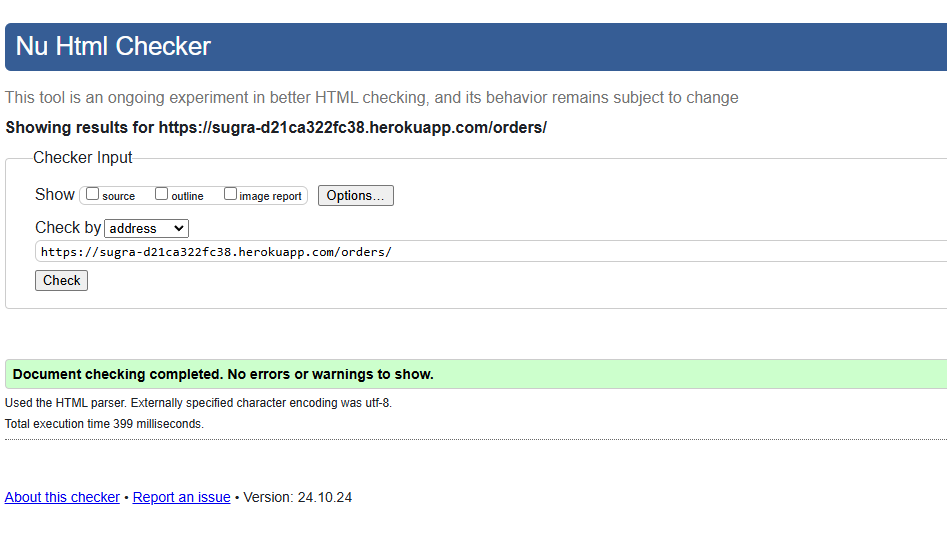 Nu Html Checker
This tool is an ongoing experiment in better HTML checking, and its behavior remains subject to change
Showing results for https://sugra-d21ca322fc38.herokuapp.com/orders/
Checker Input
Show source outline image report Options...
Check by address
https://sugra-d21ca322fc38.herokuapp.com/orders/
Check
Document checking completed. No errors or warnings to show.
Used the HTML parser. Externally specified character encoding was utf-8.
Total execution time 399 milliseconds.
About this checker • Report an issue • Version: 24.10.24